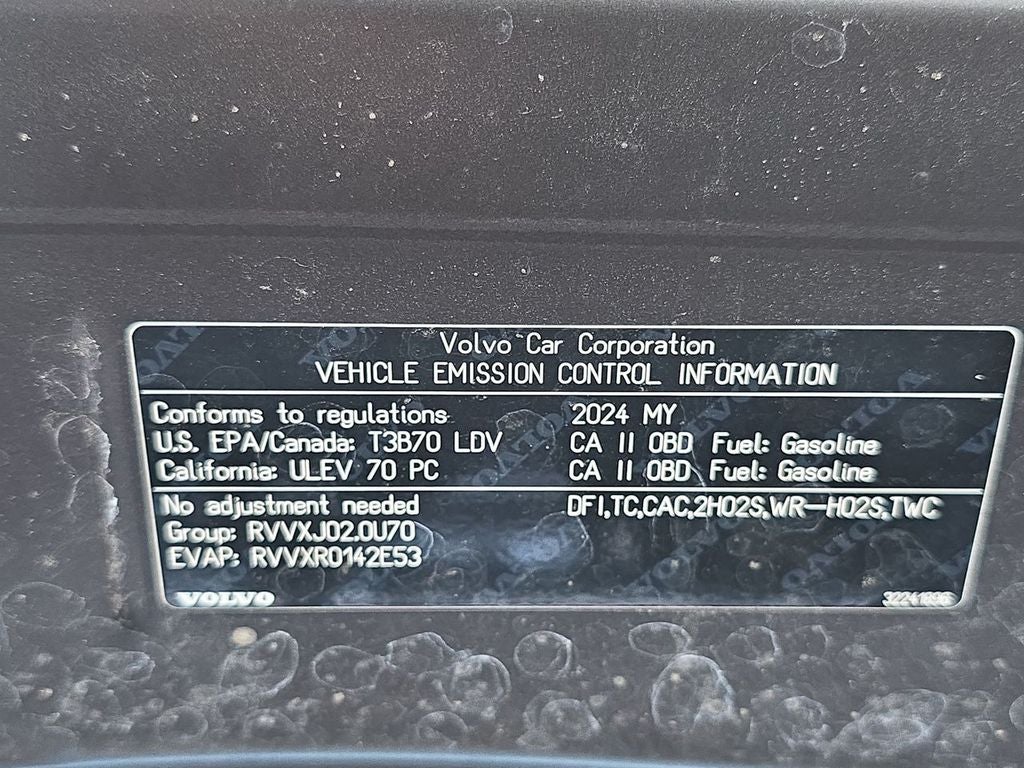 Volvo Car Corporation
VEHICLE EMISSION CONTROL INFORMATION
Conforms to regulations 2024 MY
U.S. EPA/Canada: T3B70 LDV CA II OBD Fuel: Gasoline
California: ULEV 70 PC CA II OBD Fuel: Gasoline
No adjustment needed DFI,TC,CAC,2HO2S,WR-HO2S,TWC
Group: RVVXJ02.0U70
EVAP: RVVXR0142E53
VOLVO